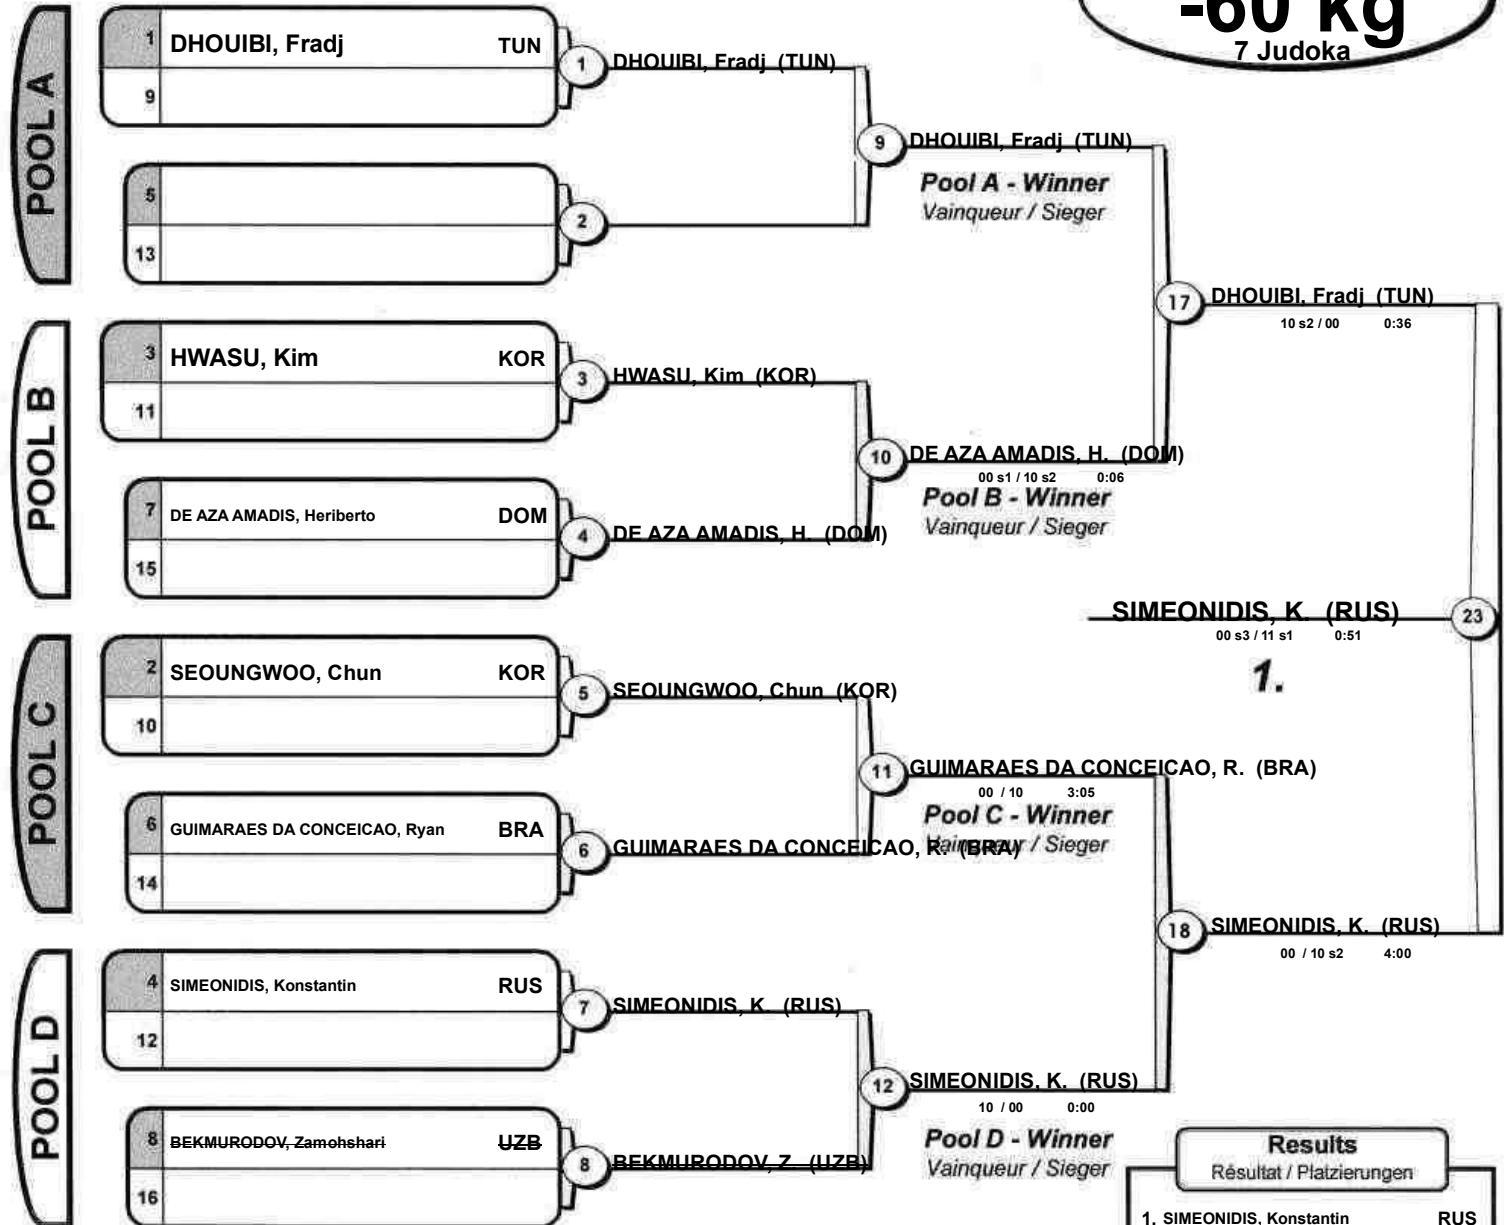 -60 kg
7 Judoka
POOL A
1 DHOUIBI, Fradj TUN
9
1 DHOUIBI, Fradj (TUN)
5
13
2
9 DHOUIBI, Fradj (TUN)
Pool A - Winner
Vainqueur / Sieger
POOL B
3 HWASU, Kim KOR
11
3 HWASU, Kim (KOR)
7 DE AZA AMADIS, Heriberto DOM
15
4 DE AZA AMADIS, H. (DOM)
10 DE AZA AMADIS, H. (DOM)
00 s1 / 10 s2 0:06
Pool B - Winner
Vainqueur / Sieger
17 DHOUIBI, Fradj (TUN)
10 s2 / 00 0:36
SIMEONIDIS, K. (RUS) 23
00 s3 / 11 s1 0:51
1.
POOL C
2 SEOUNGWOO, Chun KOR
10
5 SEOUNGWOO, Chun (KOR)
6 GUIMARAES DA CONCEICAO, Ryan BRA
14
6 GUIMARAES DA CONCEICAO, R. (BRA)
11 GUIMARAES DA CONCEICAO, R. (BRA)
00 / 10 3:05
Pool C - Winner
Vainqueur / Sieger
POOL D
4 SIMEONIDIS, Konstantin RUS
12
7 SIMEONIDIS, K. (RUS)
8 BEKMURODOV, Zamohshari UZB
16
8 BEKMURODOV, Z. (UZB)
12 SIMEONIDIS, K. (RUS)
10 / 00 0:00
Pool D - Winner
Vainqueur / Sieger
18 SIMEONIDIS, K. (RUS)
00 / 10 s2 4:00
Results
Résultat / Platzierungen
1. SIMEONIDIS, Konstantin RUS